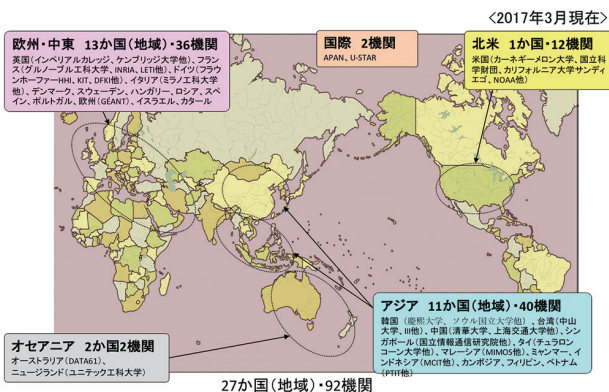 <2017年3月現在>
欧州・中東 13か国(地域)・36機関
英国(インペリアルカレッジ、ケンブリッジ大学他)、フラン
ス(グルノーブル工科大学、INRIA、LETI他)、ドイツ(フラウ
ンホーファーHHI、KIT、DFKI他)、イタリア(ミラノ工科大学
他)、デンマーク、スウェーデン、ハンガリー、ロシア、スペ
イン、ポルトガル、欧州(GÉANT)、イスラエル、カタール
国際 2機関
APAN、U-STAR
北米 1か国・12機関
米国(カーネギーメロン大学、国立科
学財団、カリフォルニア大学サンディ
エゴ、NOAA他)
アジア 11か国(地域)・40機関
韓国(慶熙大学、ソウル国立大学他)、台湾(中山
大学、III他)、中国(清華大学、上海交通大学他)、シン
ガポール(国立情報通信研究院他)、タイ(チュラロン
コーン大学他)、マレーシア(MIMOS他)、ミャンマー、イ
ンドネシア(MCIT他)、カンボジア、フィリピン、ベトナム
(PTIT他)
オセアニア 2か国2機関
オーストラリア(DATA61)、
ニュージーランド(ユニテック工科大学)
27か国(地域)・92機関